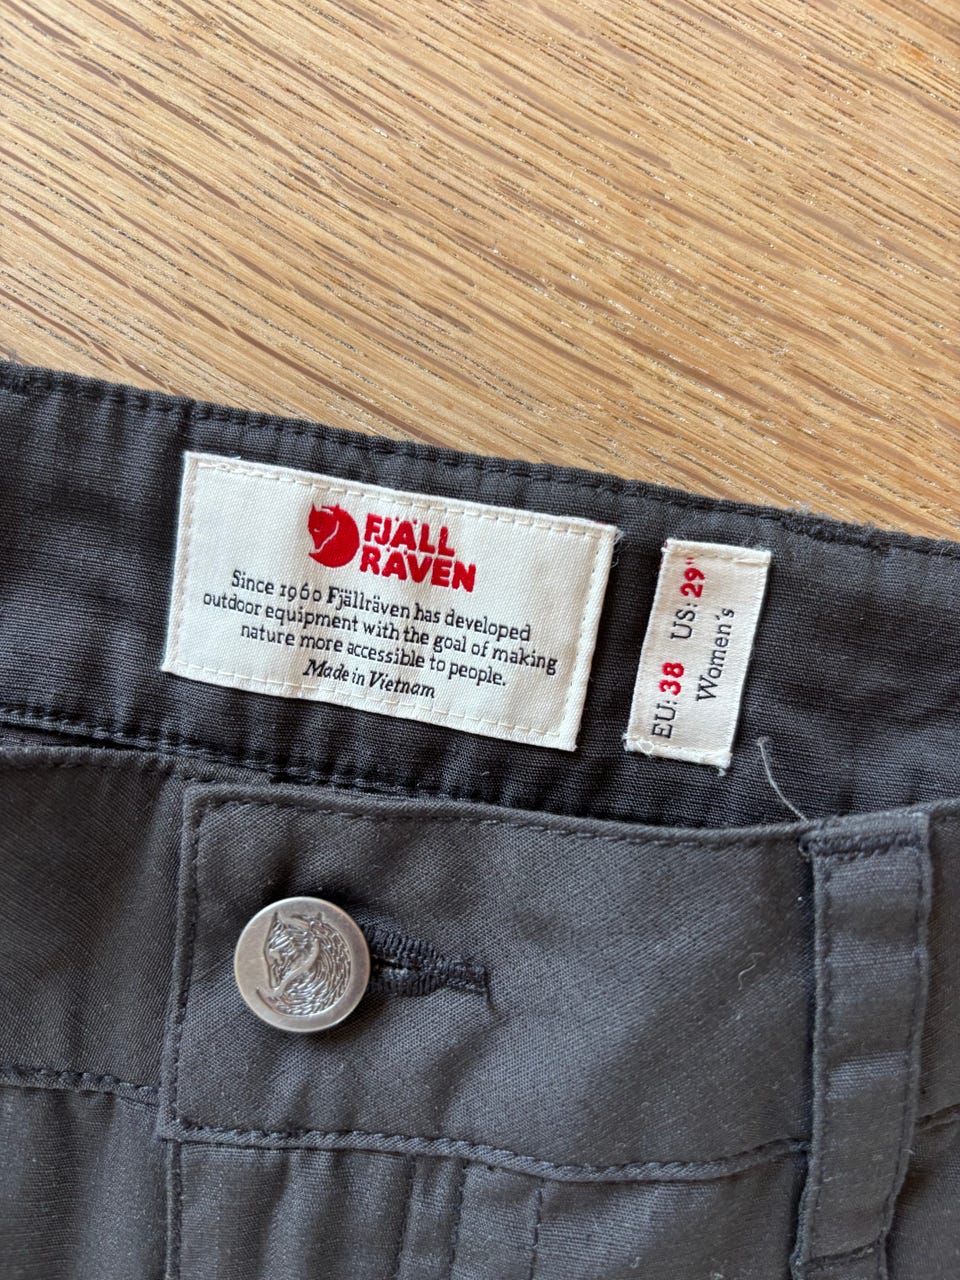 FJÄLL
RÄVEN
Since 1960 Fjällräven has developed
outdoor equipment with the goal of making
nature more accessible to people.
Made in Vietnam
EU: 38 US: 29"
Women's